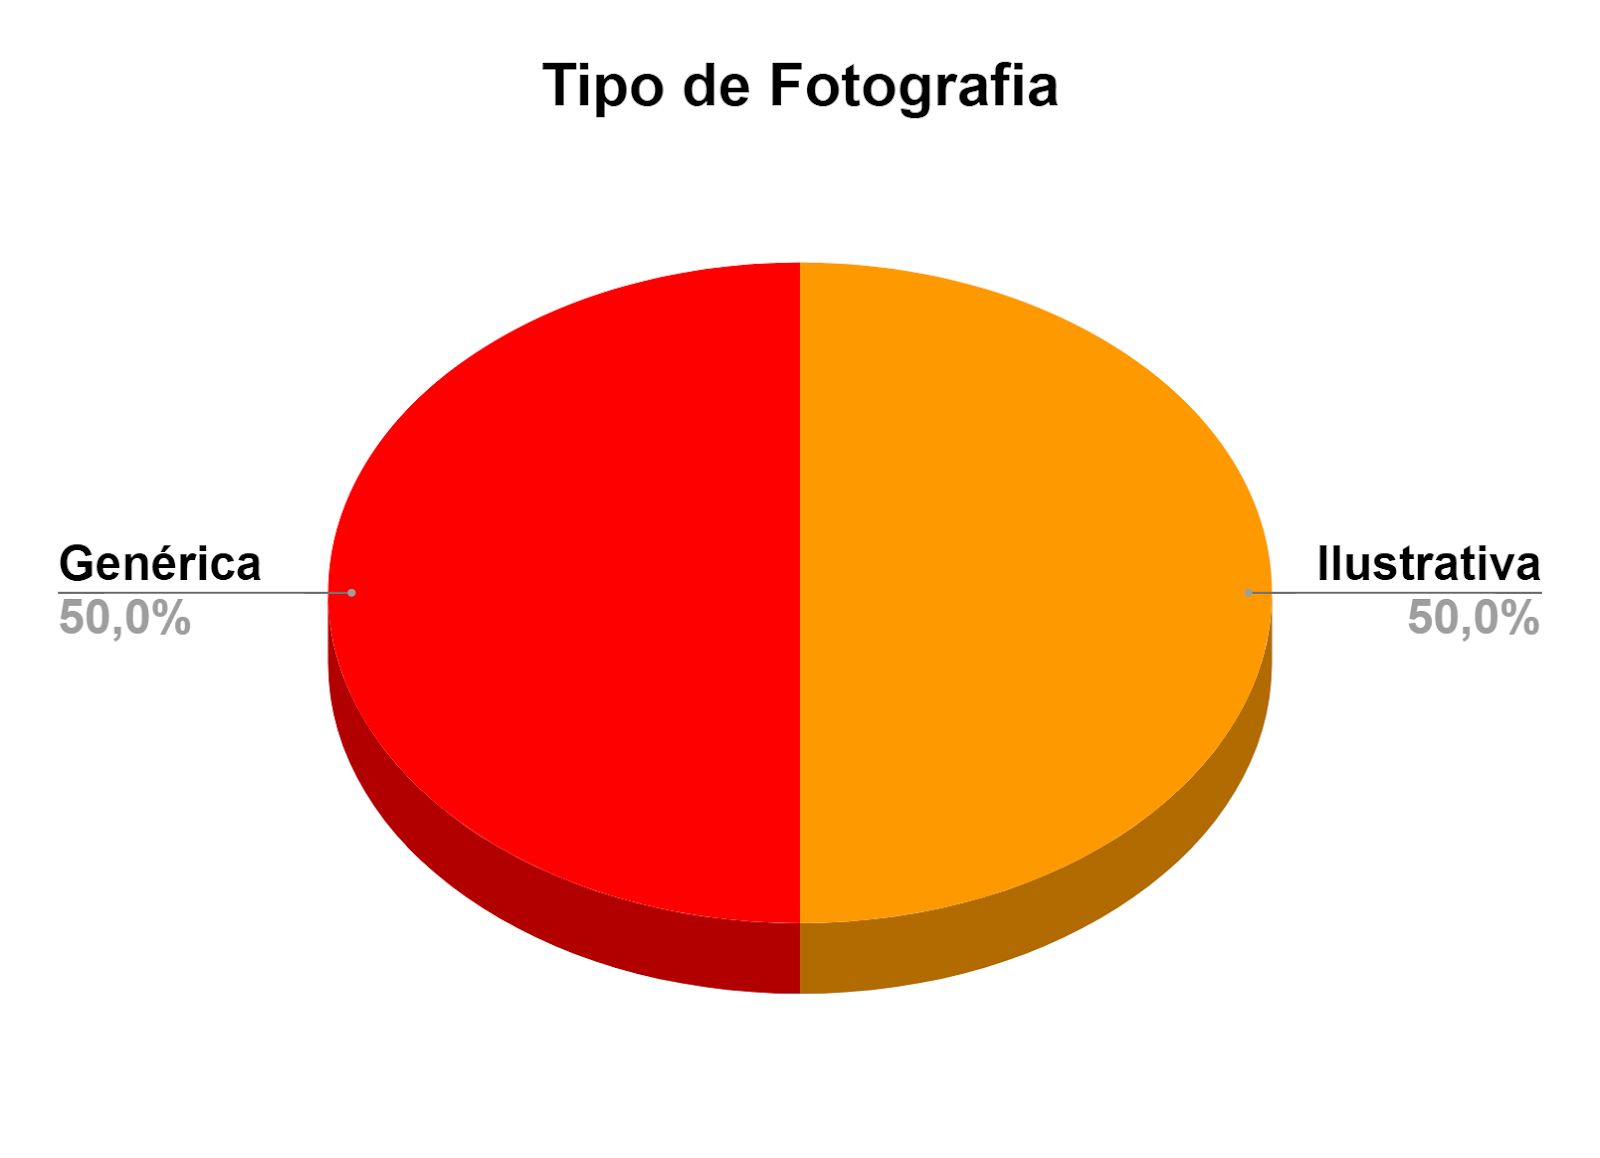 Tipo de Fotografia
Genérica
50,0%
Ilustrativa
50,0%